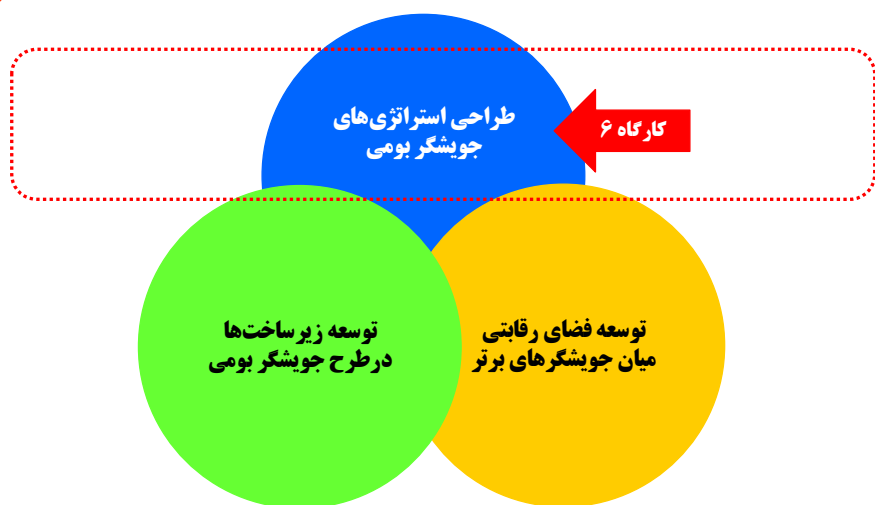 طراحی استراتژی‌های
جویشگر بومی
کارگاه ۶
توسعه فضای رقابتی
میان جویشگرهای برتر
توسعه زیرساخت‌ها
درطرح جویشگر بومی